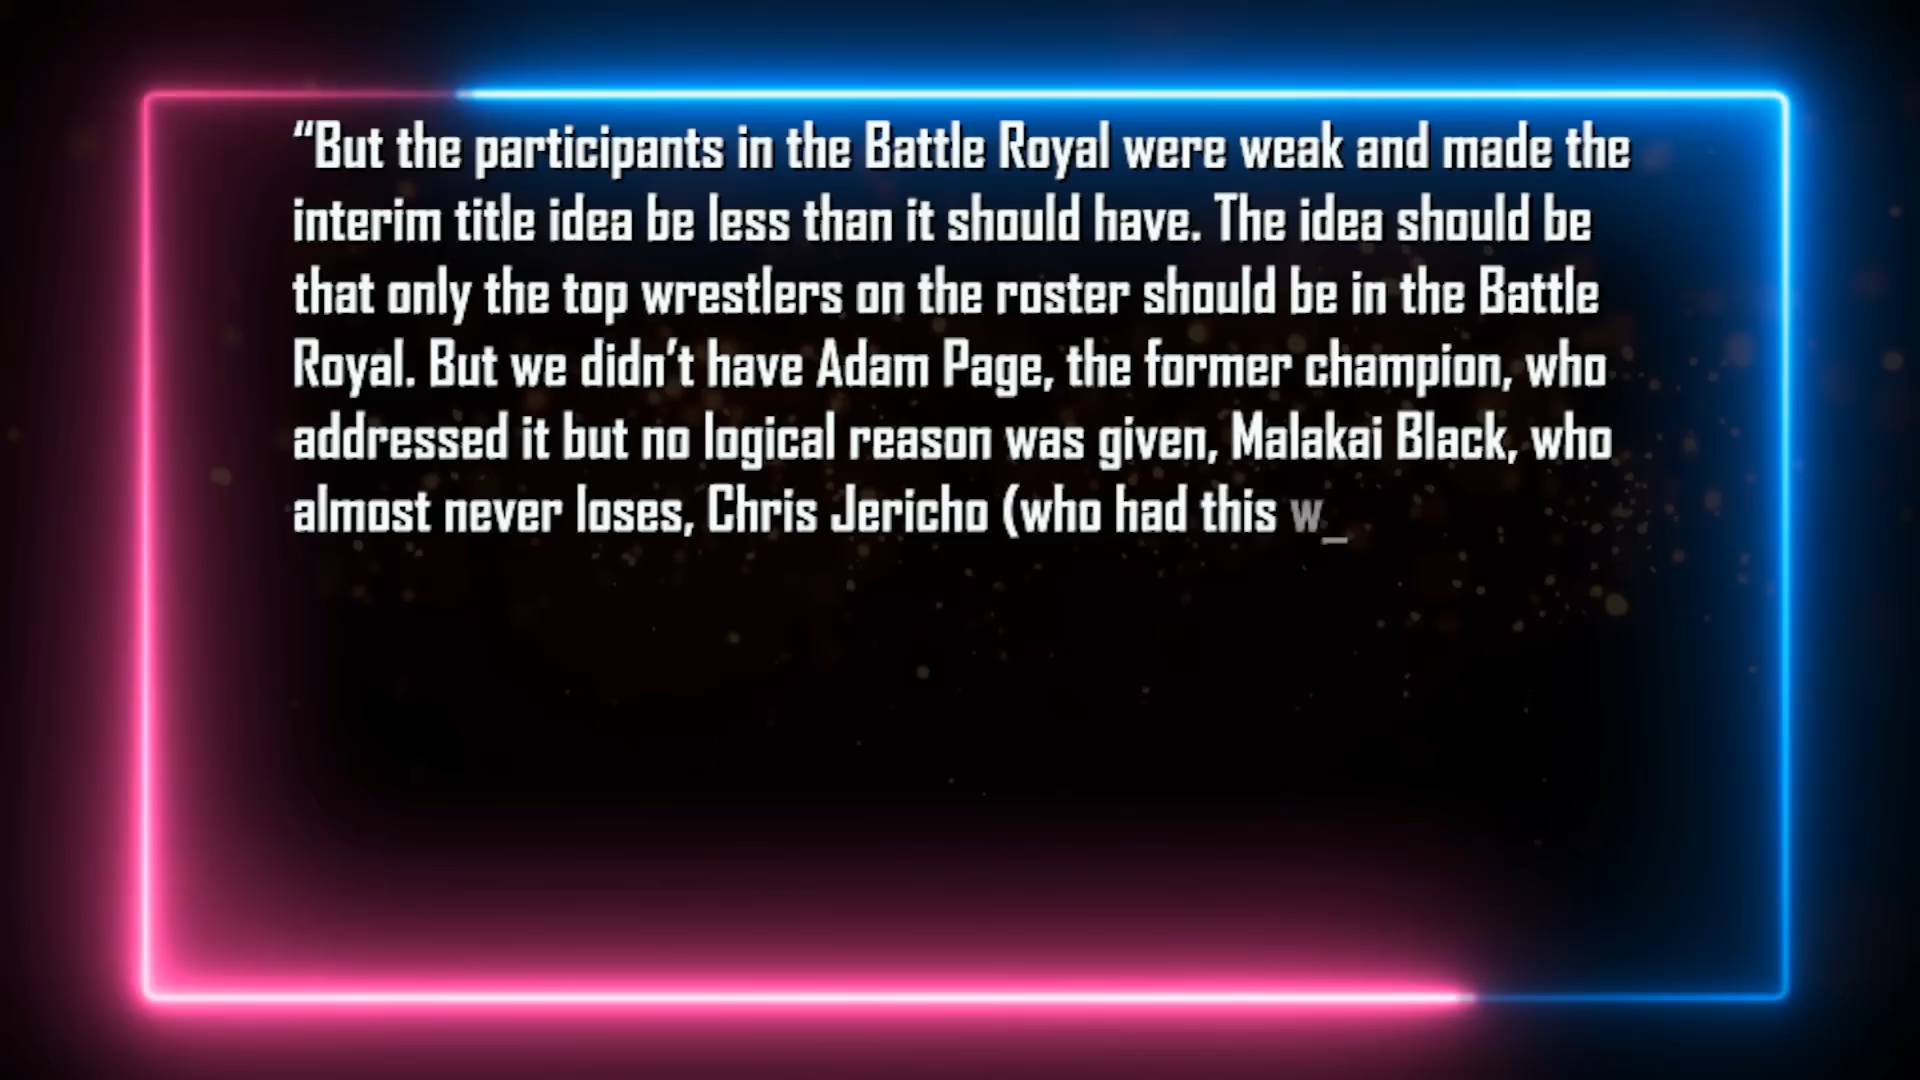 “But the participants in the Battle Royal were weak and made the
interim title idea be less than it should have. The idea should be
that only the top wrestlers on the roster should be in the Battle
Royal. But we didn’t have Adam Page, the former champion, who
addressed it but no logical reason was given, Malakai Black, who
almost never loses, Chris Jericho (who had this w_